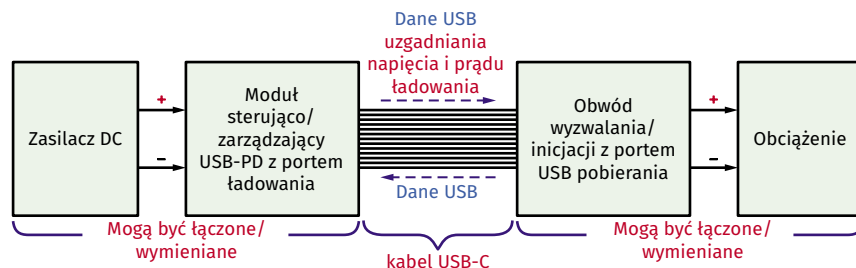 Dane USB
uzgadniania
napięcia i prądu
ładowania
Zasilacz DC
+
−
Moduł
sterująco/
zarządzający
USB-PD z portem
ładowania
Dane USB
Obwód
wyzwalania/
inicjacji z portem
USB pobierania
+
−
Obciążenie
Mogą być łączone/
wymieniane
kabel USB-C
Mogą być łączone/
wymieniane